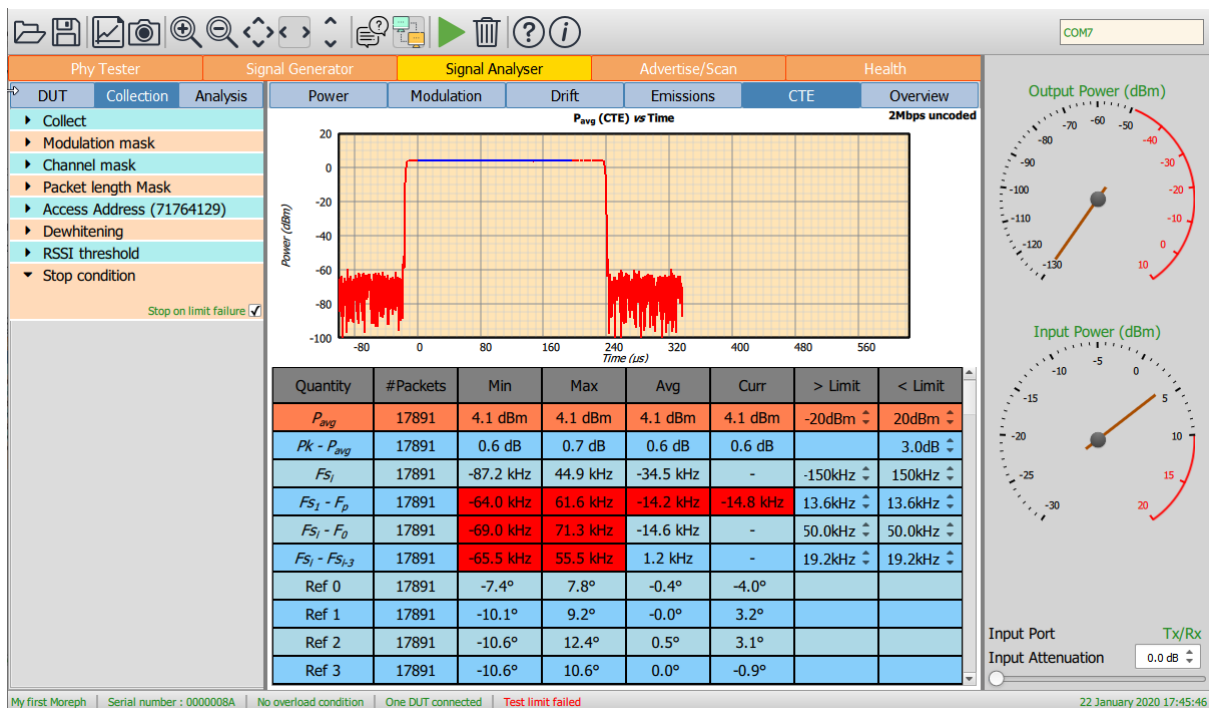 COM7
Phy Tester Signal Generator Signal Analyser Advertise/Scan Health
DUT Collection Analysis
Collect
Modulation mask
Channel mask
Packet length Mask
Access Address (71764129)
Dewhitening
RSSI threshold
Stop condition
Stop on limit failure
Power Modulation Drift Emissions CTE Overview
Pavg (CTE) vs Time 2Mbps uncoded
Power (dBm)
20
0
-20
-40
-60
-80
-100
-80 0 80 160 240 320 400 480 560
Time (µs)
Quantity #Packets Min Max Avg Curr > Limit < Limit
Pavg 17891 4.1 dBm 4.1 dBm 4.1 dBm 4.1 dBm -20dBm 20dBm
Pk - Pavg 17891 0.6 dB 0.7 dB 0.6 dB 0.6 dB 3.0dB
Fsi 17891 -87.2 kHz 44.9 kHz -34.5 kHz - -150kHz 150kHz
Fs1 - Fp 17891 -64.0 kHz 61.6 kHz -14.2 kHz -14.8 kHz 13.6kHz 13.6kHz
Fsi - F0 17891 -69.0 kHz 71.3 kHz -14.6 kHz - 50.0kHz 50.0kHz
Fsi - Fsi-3 17891 -65.5 kHz 55.5 kHz 1.2 kHz - 19.2kHz 19.2kHz
Ref 0 17891 -7.4° 7.8° -0.4° -4.0°
Ref 1 17891 -10.1° 9.2° -0.0° 3.2°
Ref 2 17891 -10.6° 12.4° 0.5° 3.1°
Ref 3 17891 -10.6° 10.6° 0.0° -0.9°
Output Power (dBm)
-130 -120 -110 -100 -90 -80 -70 -60 -50 -40 -30 -20 -10 0 10
Input Power (dBm)
-30 -25 -20 -15 -10 -5 0 5 10 15 20
Input Port Tx/Rx
Input Attenuation 0.0 dB
My first Moreph Serial number : 0000008A No overload condition One DUT connected Test limit failed 22 January 2020 17:45:46